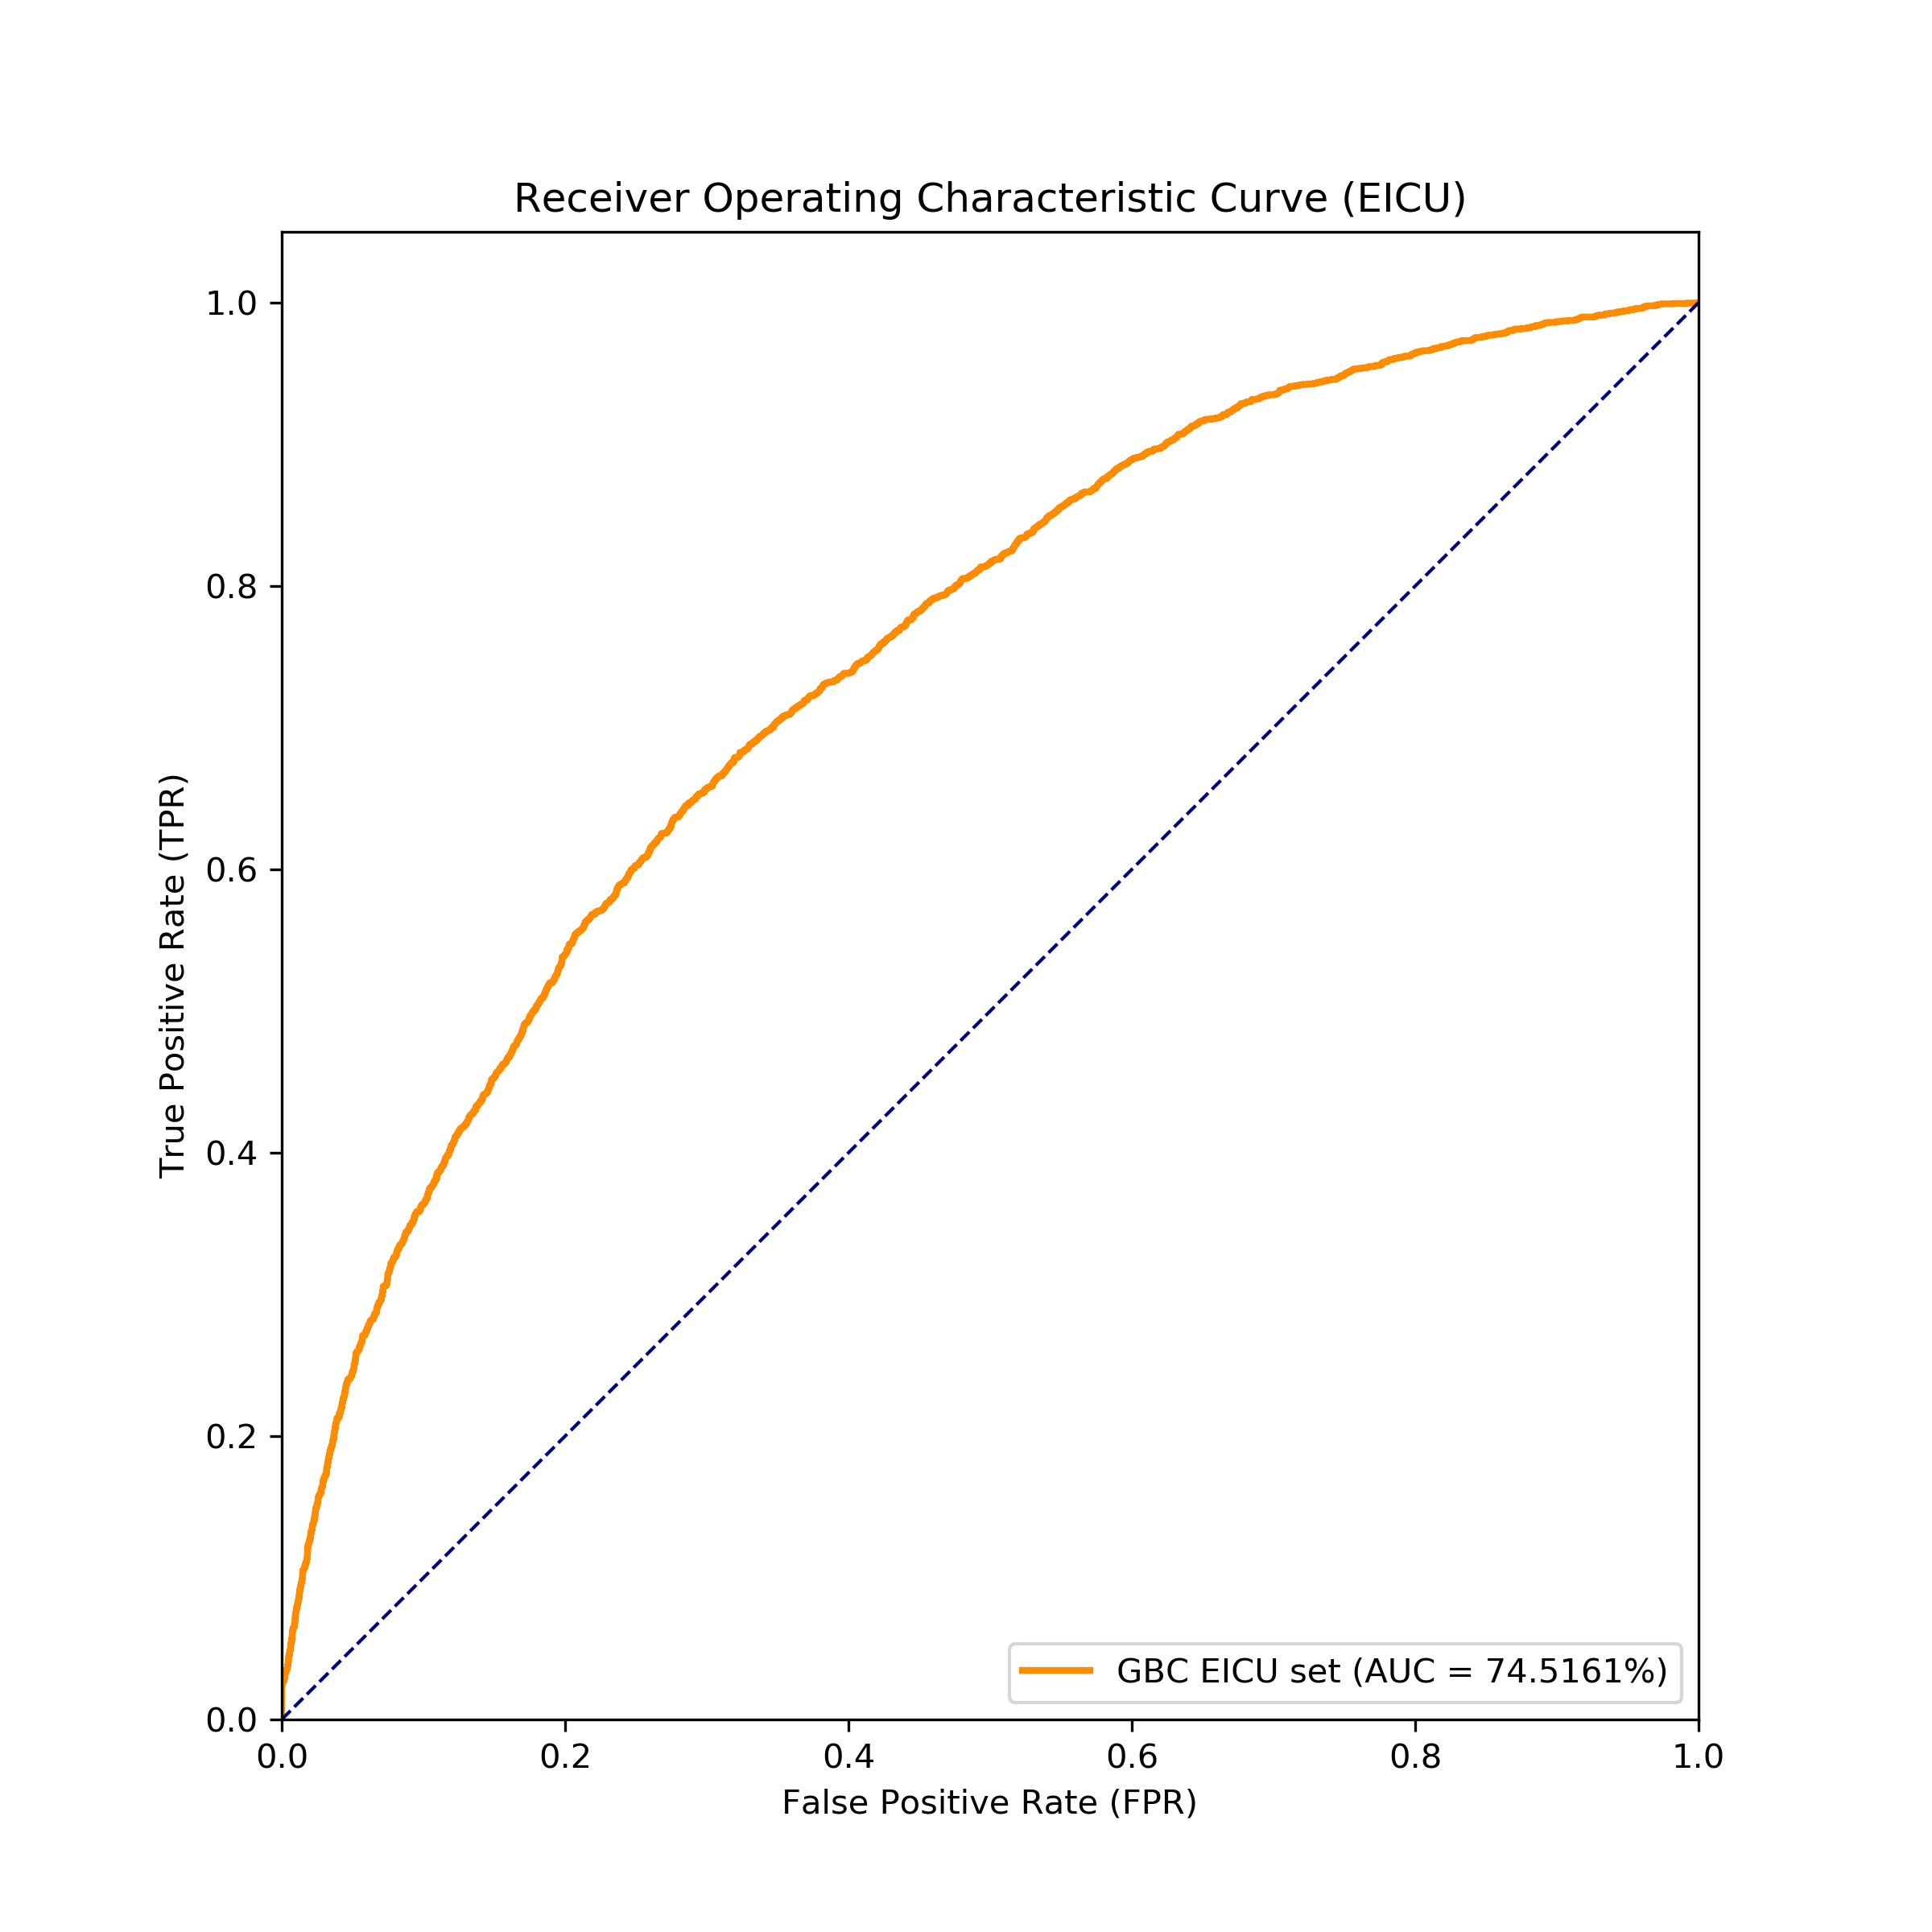 Receiver Operating Characteristic Curve (EICU)
1.0
0.8
0.6
0.4
0.2
0.0
True Positive Rate (TPR)
GBC EICU set (AUC = 74.5161%)
0.0 0.2 0.4 0.6 0.8 1.0
False Positive Rate (FPR)